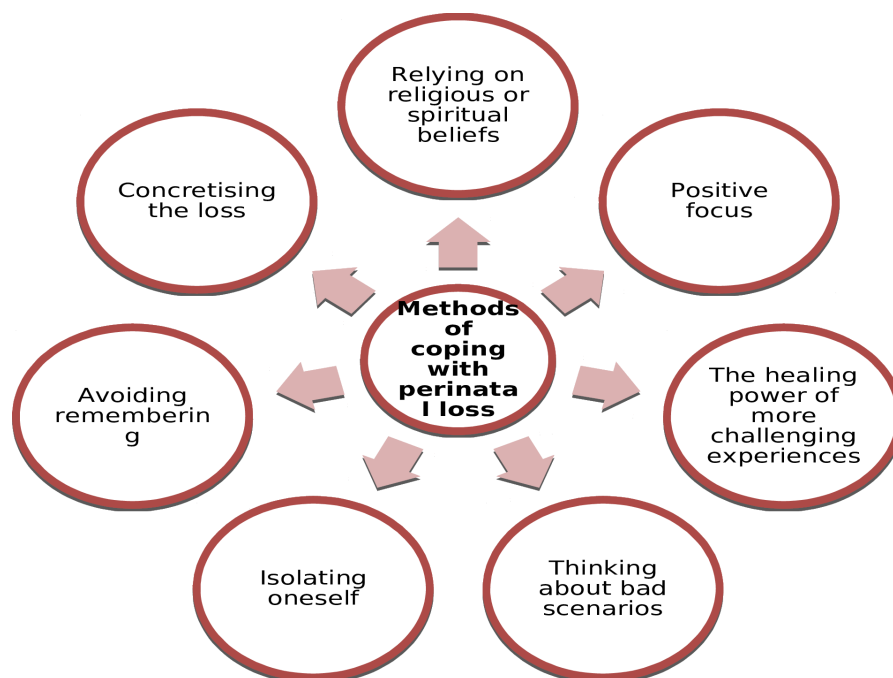 Relying on
religious or
spiritual
beliefs
Positive
focus
The healing
power of
more
challenging
experiences
Thinking
about bad
scenarios
Isolating
oneself
Avoiding
rememberin
g
Concretising
the loss
Methods
of
coping
with
perinata
l loss